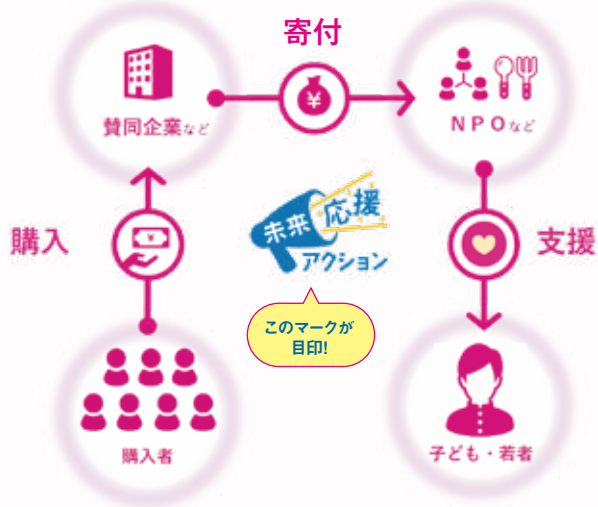 寄付
¥
賛同企業など
NPOなど
未来応援
アクション
購入
¥
支援
このマークが
目印!
購入者
子ども・若者